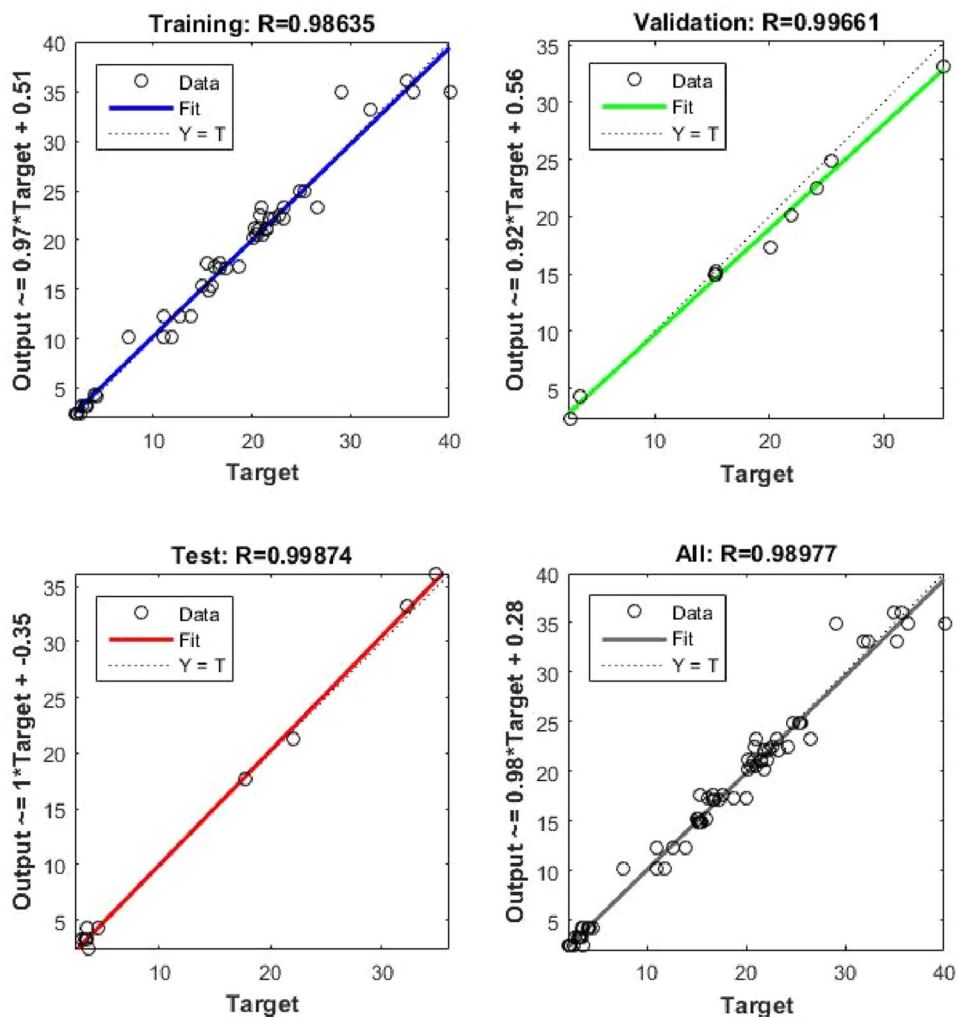 Training: R=0.98635
Output ~= 0.97*Target + 0.51
40
35
30
25
20
15
10
5
Data
Fit
Y = T
10 20 30 40
Target
Validation: R=0.99661
Output ~= 0.92*Target + 0.56
35
30
25
20
15
10
5
Data
Fit
Y = T
10 20 30
Target
Test: R=0.99874
Output ~= 1*Target + -0.35
35
30
25
20
15
10
5
Data
Fit
Y = T
10 20 30
Target
All: R=0.98977
Output ~= 0.98*Target + 0.28
40
35
30
25
20
15
10
5
Data
Fit
Y = T
10 20 30 40
Target